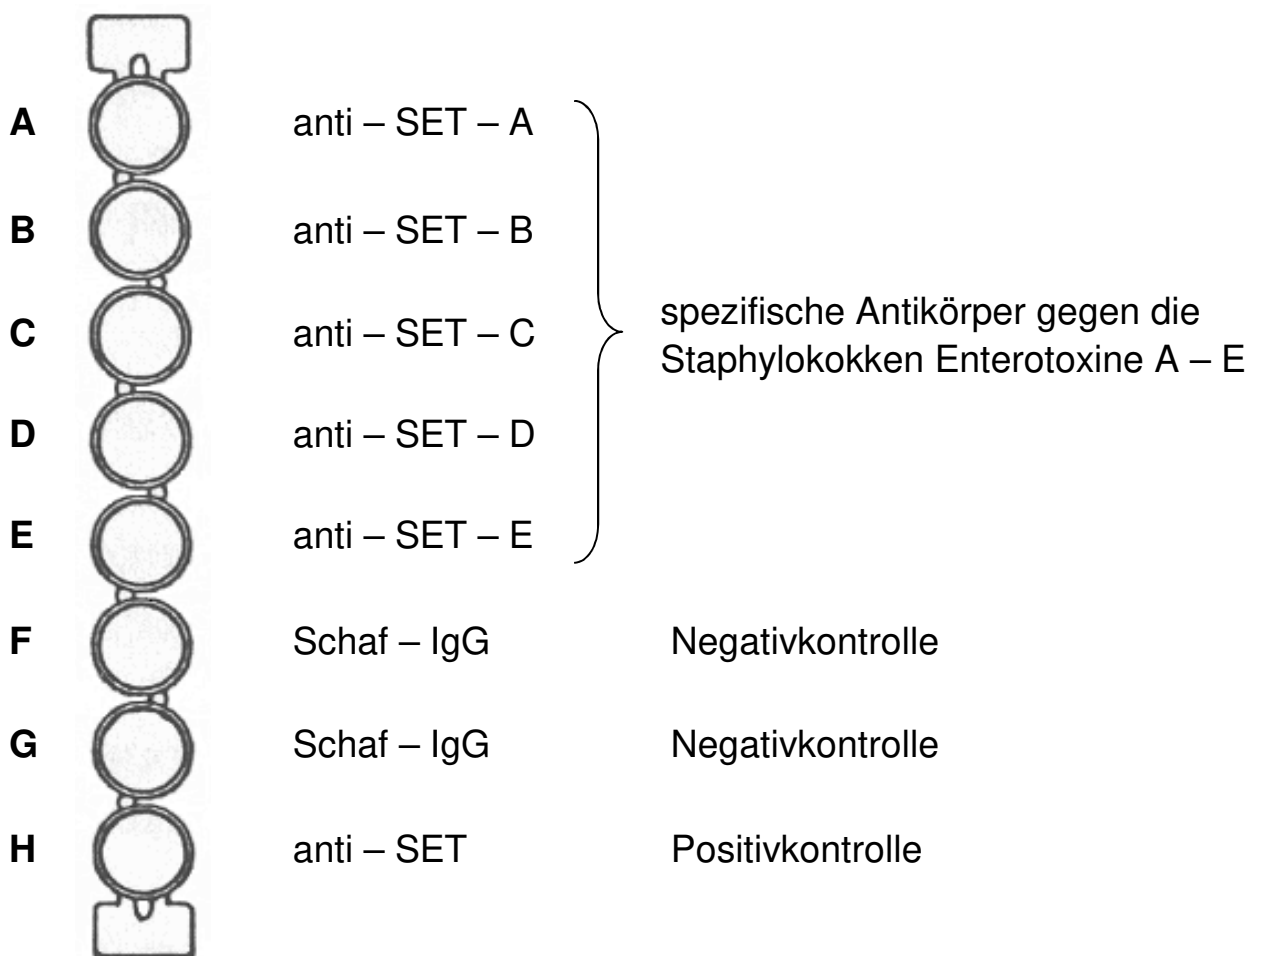 A anti – SET – A
B anti – SET – B
spezifische Antikörper gegen die
Staphylokokken Enterotoxine A – E
C anti – SET – C
D anti – SET – D
E anti – SET – E
F Schaf – IgG Negativkontrolle
G Schaf – IgG Negativkontrolle
H anti – SET Positivkontrolle